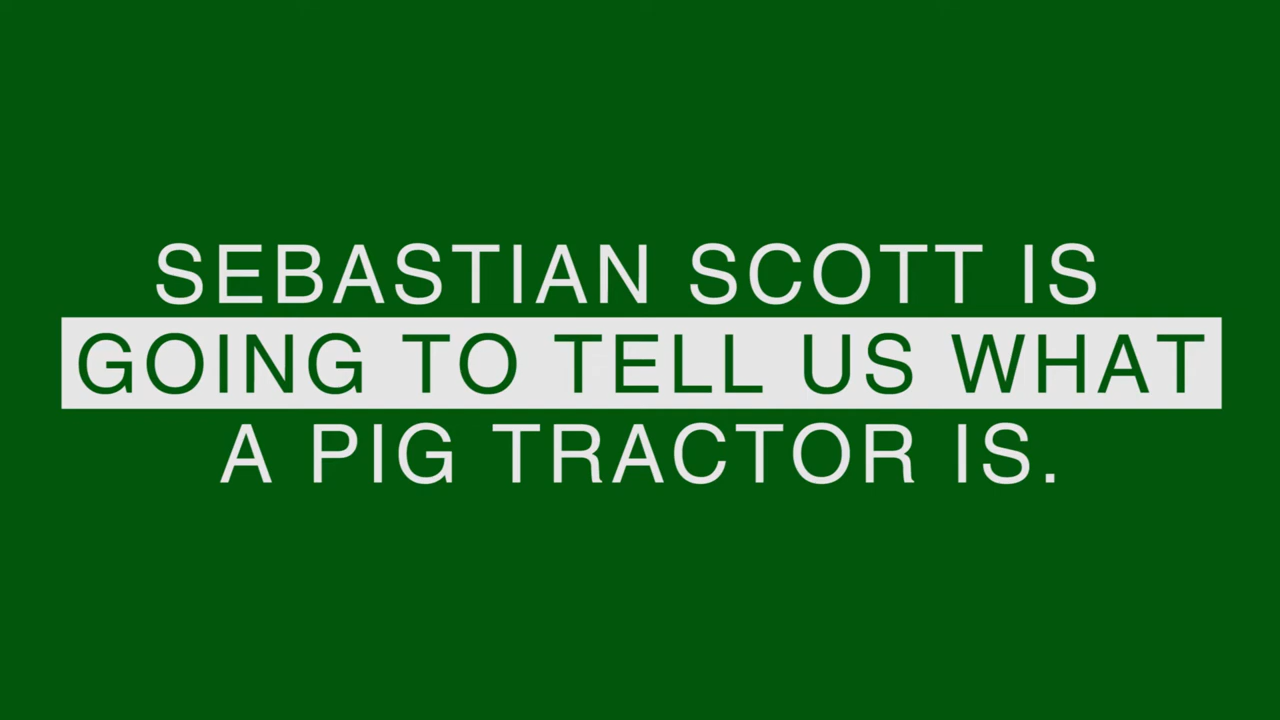 SEBASTIAN SCOTT IS
GOING TO TELL US WHAT
A PIG TRACTOR IS.